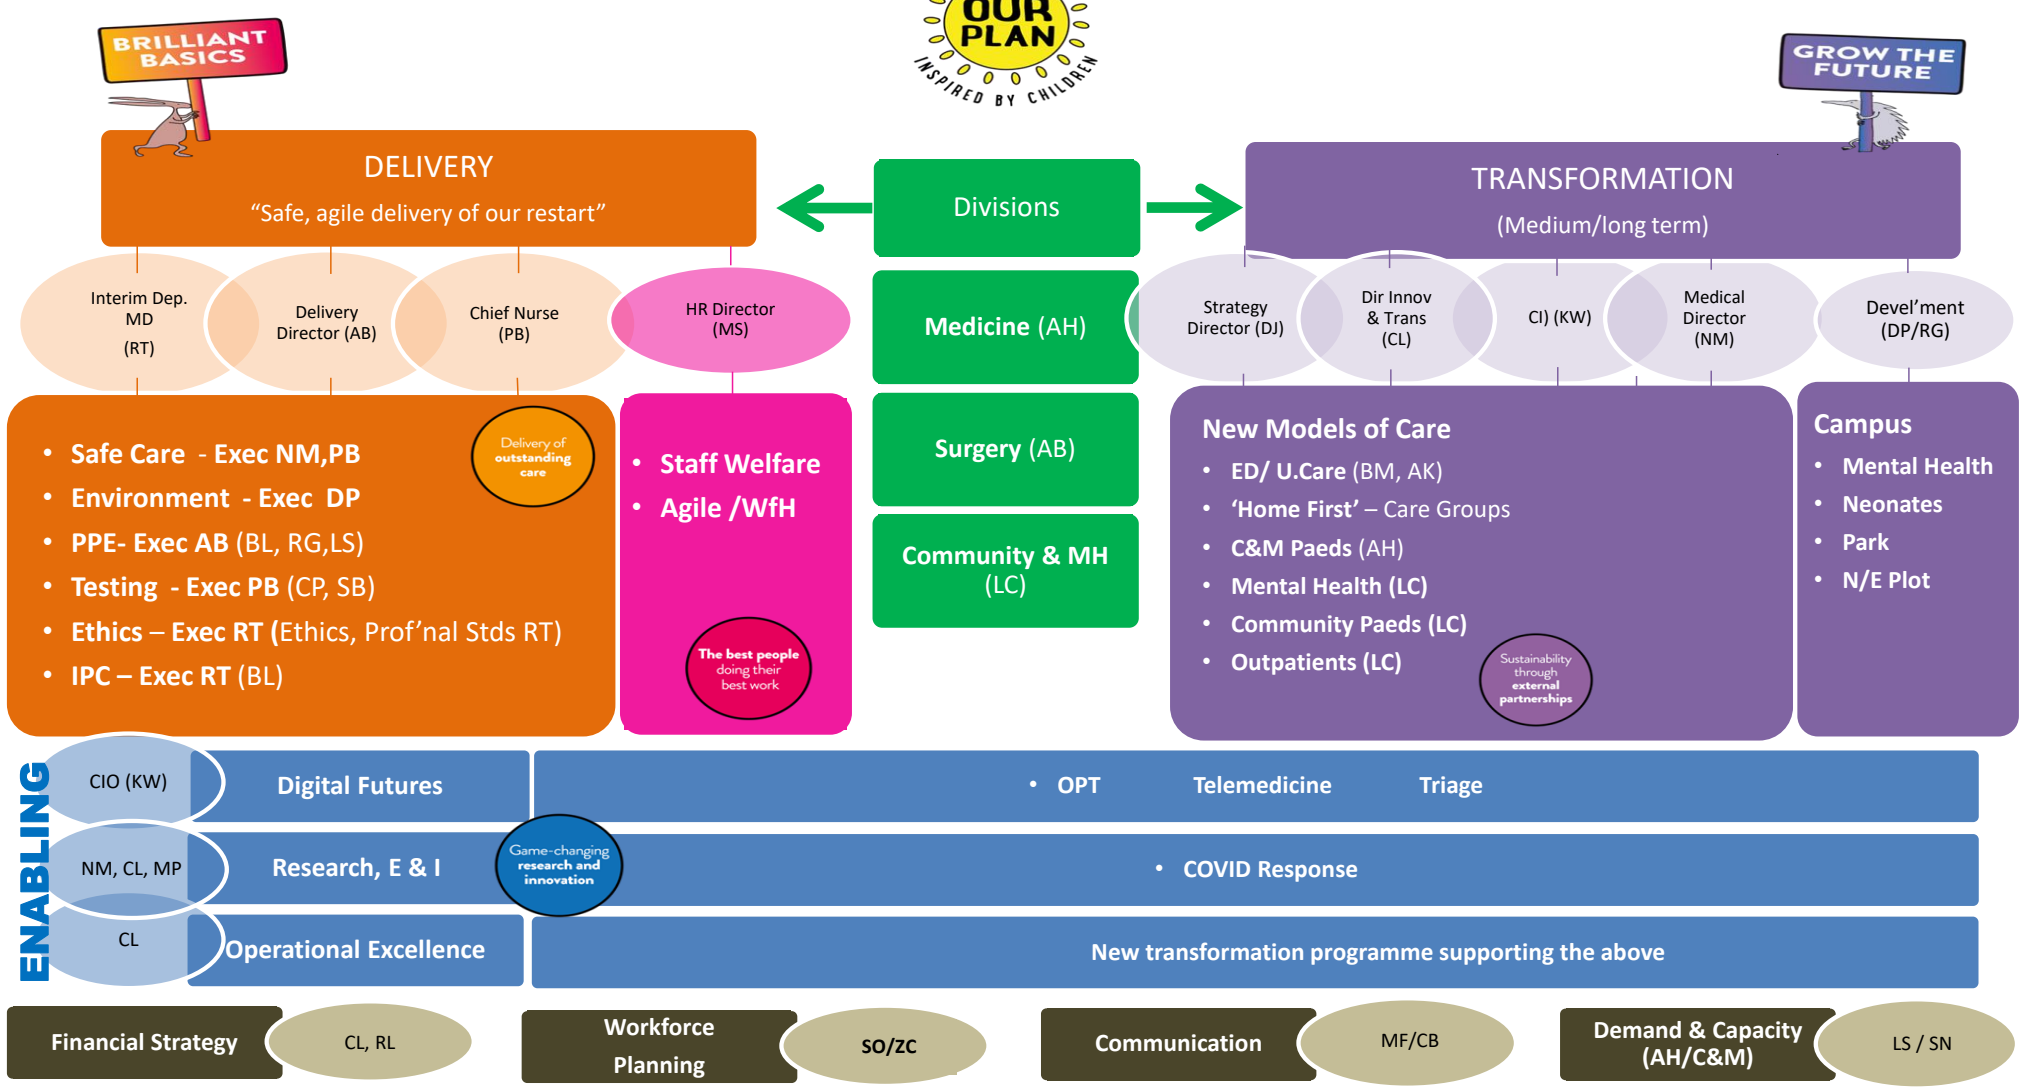 BRILLIANT
BASICS
OUR
PLAN
INSPIRED BY CHILDREN
GROW THE
FUTURE
DELIVERY
“Safe, agile delivery of our restart”
Divisions
TRANSFORMATION
(Medium/long term)
Interim Dep.
MD
(RT)
Delivery
Director (AB)
Chief Nurse
(PB)
HR Director
(MS)
Medicine (AH)
Strategy
Director (DJ)
Dir Innov
& Trans
(CL)
CI) (KW)
Medical
Director
(NM)
Devel’ment
(DP/RG)
• Safe Care - Exec NM,PB
• Environment - Exec DP
• PPE- Exec AB (BL, RG,LS)
• Testing - Exec PB (CP, SB)
• Ethics – Exec RT (Ethics, Prof’nal Stds RT)
• IPC – Exec RT (BL)
Delivery of
outstanding
care
• Staff Welfare
• Agile /WfH
The best people
doing their
best work
Surgery (AB)
Community & MH
(LC)
New Models of Care
• ED/ U.Care (BM, AK)
• ‘Home First’ – Care Groups
• C&M Paeds (AH)
• Mental Health (LC)
• Community Paeds (LC)
• Outpatients (LC)
Sustainability
through
external
partnerships
Campus
• Mental Health
• Neonates
• Park
• N/E Plot
ENABLING
CIO (KW)
Digital Futures
• OPT Telemedicine Triage
NM, CL, MP
Research, E & I
Game-changing
research and
innovation
• COVID Response
CL
Operational Excellence
New transformation programme supporting the above
Financial Strategy
CL, RL
Workforce
Planning
SO/ZC
Communication
MF/CB
Demand & Capacity
(AH/C&M)
LS / SN